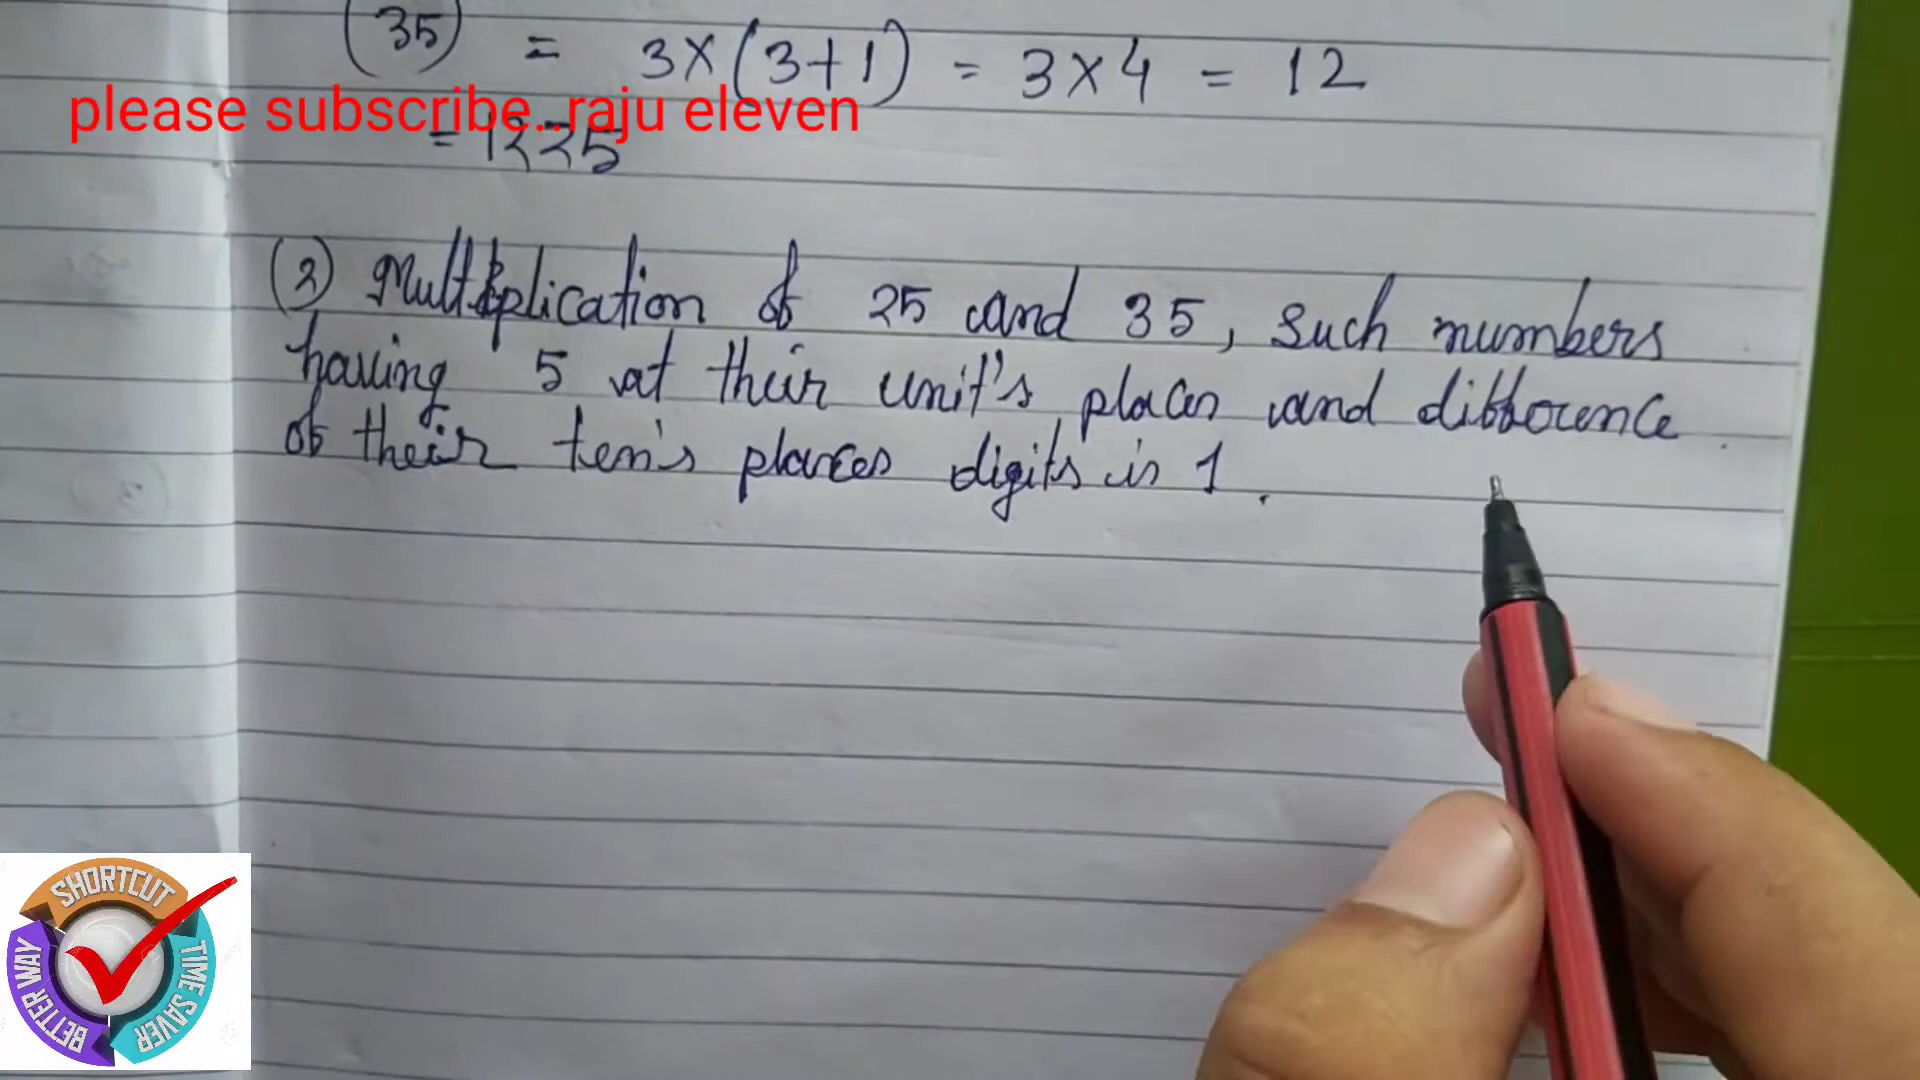 (35) = 3×(3+1) = 3×4 = 12
please subscribe..raju eleven
= 1225
(2) Multiplication of 25 and 35, such numbers
having 5 at their unit's places and difference
of their ten's places digits is 1.
SHORTCUT
BETTER WAY
TIME SAVER